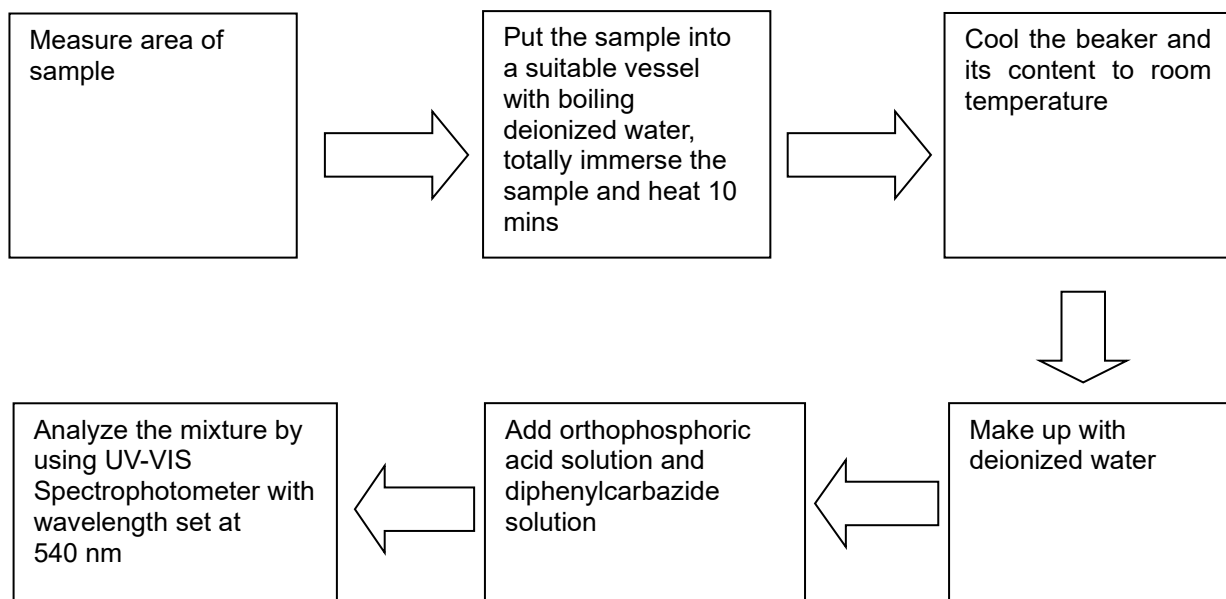 Measure area of
sample
Put the sample into
a suitable vessel
with boiling
deionized water,
totally immerse the
sample and heat 10
mins
Cool the beaker and
its content to room
temperature
Make up with
deionized water
Add orthophosphoric
acid solution and
diphenylcarbazide
solution
Analyze the mixture by
using UV-VIS
Spectrophotometer with
wavelength set at
540 nm